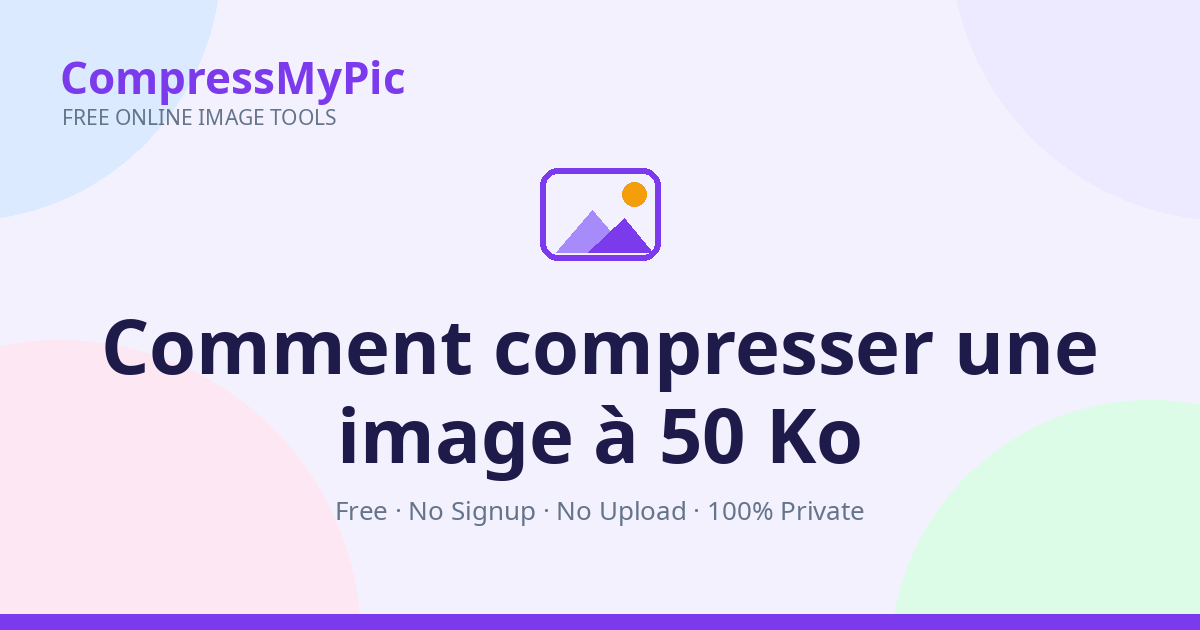 CompressMyPic
FREE ONLINE IMAGE TOOLS
Comment compresser une
image à 50 Ko
Free · No Signup · No Upload · 100% Private